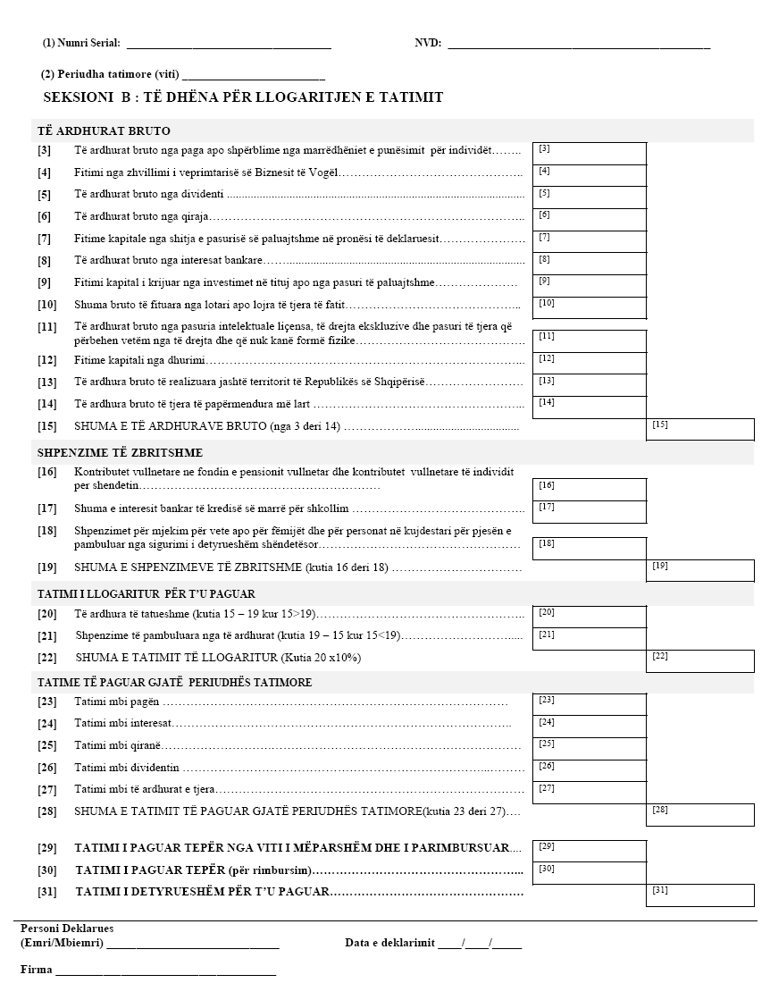 (1) Numri Serial: ______________________________ NVD: ______________________________________
(2) Periudha tatimore (viti) ________________________
SEKSIONI B : TË DHËNA PËR LLOGARITJEN E TATIMIT
TË ARDHURAT BRUTO
[3] Të ardhurat bruto nga paga apo shpërblime nga marrëdhëniet e punësimit për individët…….. [3]
[4] Fitimi nga zhvillimi i veprimtarisë së Biznesit të Vogël…………………………………………….. [4]
[5] Të ardhurat bruto nga dividenti .................................................................................................... [5]
[6] Të ardhurat bruto nga qiraja……………………………………………………………………….. [6]
[7] Fitime kapitale nga shitja e pasurisë së paluajtshme në pronësi të deklaruesit…………………. [7]
[8] Të ardhurat bruto nga interesat bankare……................................................................................ [8]
[9] Fitimi kapital i krijuar nga investimet në tituj apo nga pasuri të paluajtshme………………… [9]
[10] Shuma bruto të fituara nga lotari apo lojra të tjera të fatit………………………………………... [10]
[11] Të ardhurat bruto nga pasuria intelektuale liçensa, të drejta ekskluzive dhe pasuri të tjera që
përbehen vetëm nga të drejta dhe që nuk kanë formë fizike……………………………………. [11]
[12] Fitime kapitali nga dhurimi……………………………………………………………………….. [12]
[13] Të ardhura bruto të realizuara jashtë territorit të Republikës së Shqipërisë……………………. [13]
[14] Të ardhura bruto të tjera të papërmendura më lart ……………………………………………….. [14]
[15] SHUMA E TË ARDHURAVE BRUTO (nga 3 deri 14) ………………................................... [15]
SHPENZIME TË ZBRITSHME
[16] Kontributet vullnetare ne fondin e pensionit vullnetar dhe kontributet vullnetare të individit
per shendetin……………………………………………………… [16]
[17] Shuma e interesit bankar të kredisë së marrë për shkollim …………………………………….. [17]
[18] Shpenzimet për mjekim për vete apo për fëmijët dhe për personat në kujdestari për pjesën e
pambuluar nga sigurimi i detyrueshëm shëndetësor……………………………………………… [18]
[19] SHUMA E SHPENZIMEVE TË ZBRITSHME (kutia 16 deri 18) …………………………… [19]
TATIMI I LLOGARITUR PËR T’U PAGUAR
[20] Të ardhura të tatueshme (kutia 15 – 19 kur 15>19)……………………………………………….. [20]
[21] Shpenzime të pambuluara nga të ardhurat (kutia 19 – 15 kur 15<19)………………………...... [21]
[22] SHUMA E TATIMIT TË LLOGARITUR (Kutia 20 x10%) [22]
TATIME TË PAGUAR GJATË PERIUDHËS TATIMORE
[23] Tatimi mbi pagën ……………………………………………………………………………… [23]
[24] Tatimi mbi interesat…………………………………………………………………………….. [24]
[25] Tatimi mbi qiranë………………………………………………………………………………… [25]
[26] Tatimi mbi dividentin ……………………………………………………………………...……… [26]
[27] Tatimi mbi të ardhurat e tjera……………………………………………………………………… [27]
[28] SHUMA E TATIMIT TË PAGUAR GJATË PERIUDHËS TATIMORE(kutia 23 deri 27)…. [28]
[29] TATIMI I PAGUAR TEPËR NGA VITI I MËPARSHËM DHE I PARIMBURSUAR.... [29]
[30] TATIMI I PAGUAR TEPËR (për rimbursim)………………………………………………... [30]
[31] TATIMI I DETYRUESHËM PËR T’U PAGUAR…………………………………………… [31]
Personi Deklarues
(Emri/Mbiemri) _____________________________ Data e deklarimit ____/____/_____
Firma _____________________________________